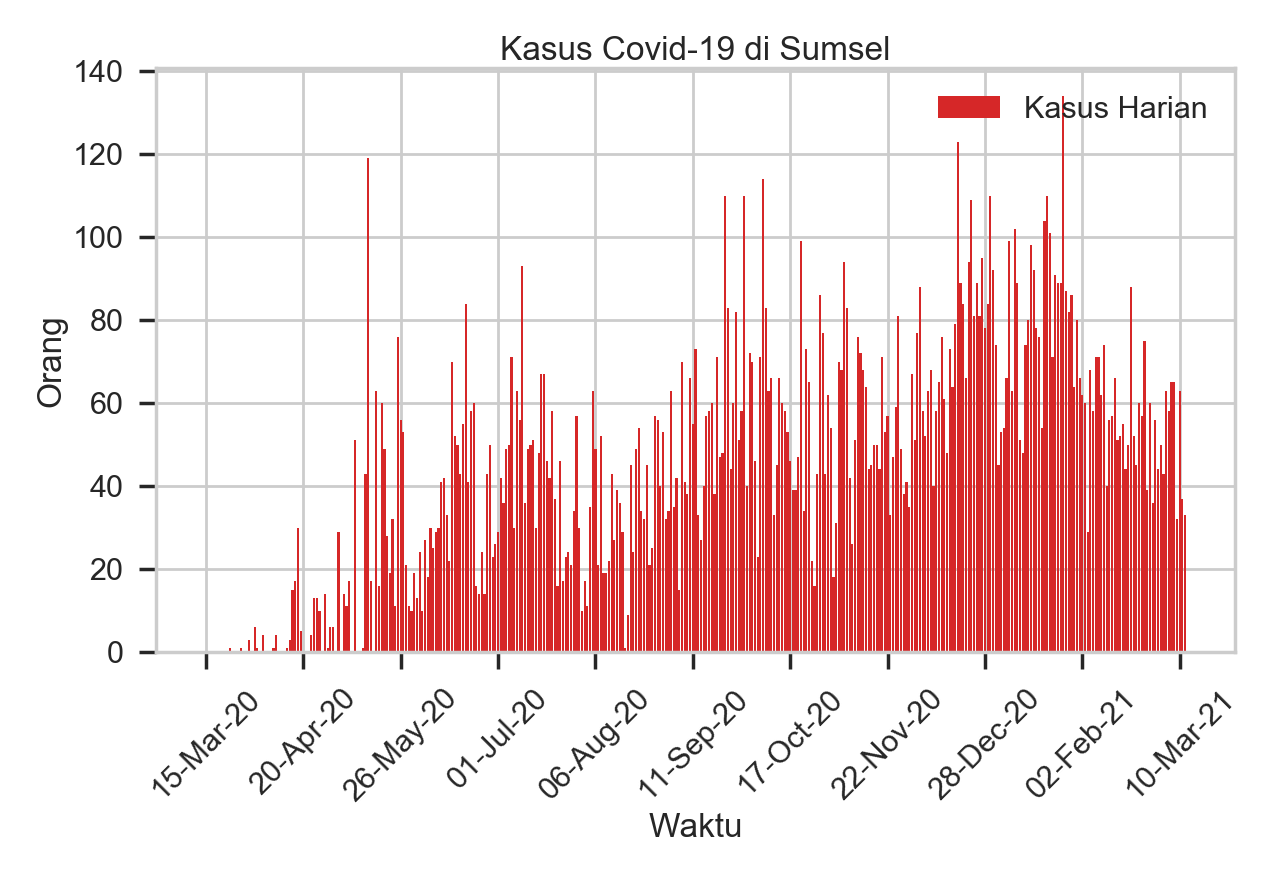 Kasus Covid-19 di Sumsel
Kasus Harian
140
120
100
80
60
40
20
0
Orang
15-Mar-20
20-Apr-20
26-May-20
01-Jul-20
06-Aug-20
11-Sep-20
17-Oct-20
22-Nov-20
28-Dec-20
02-Feb-21
10-Mar-21
Waktu